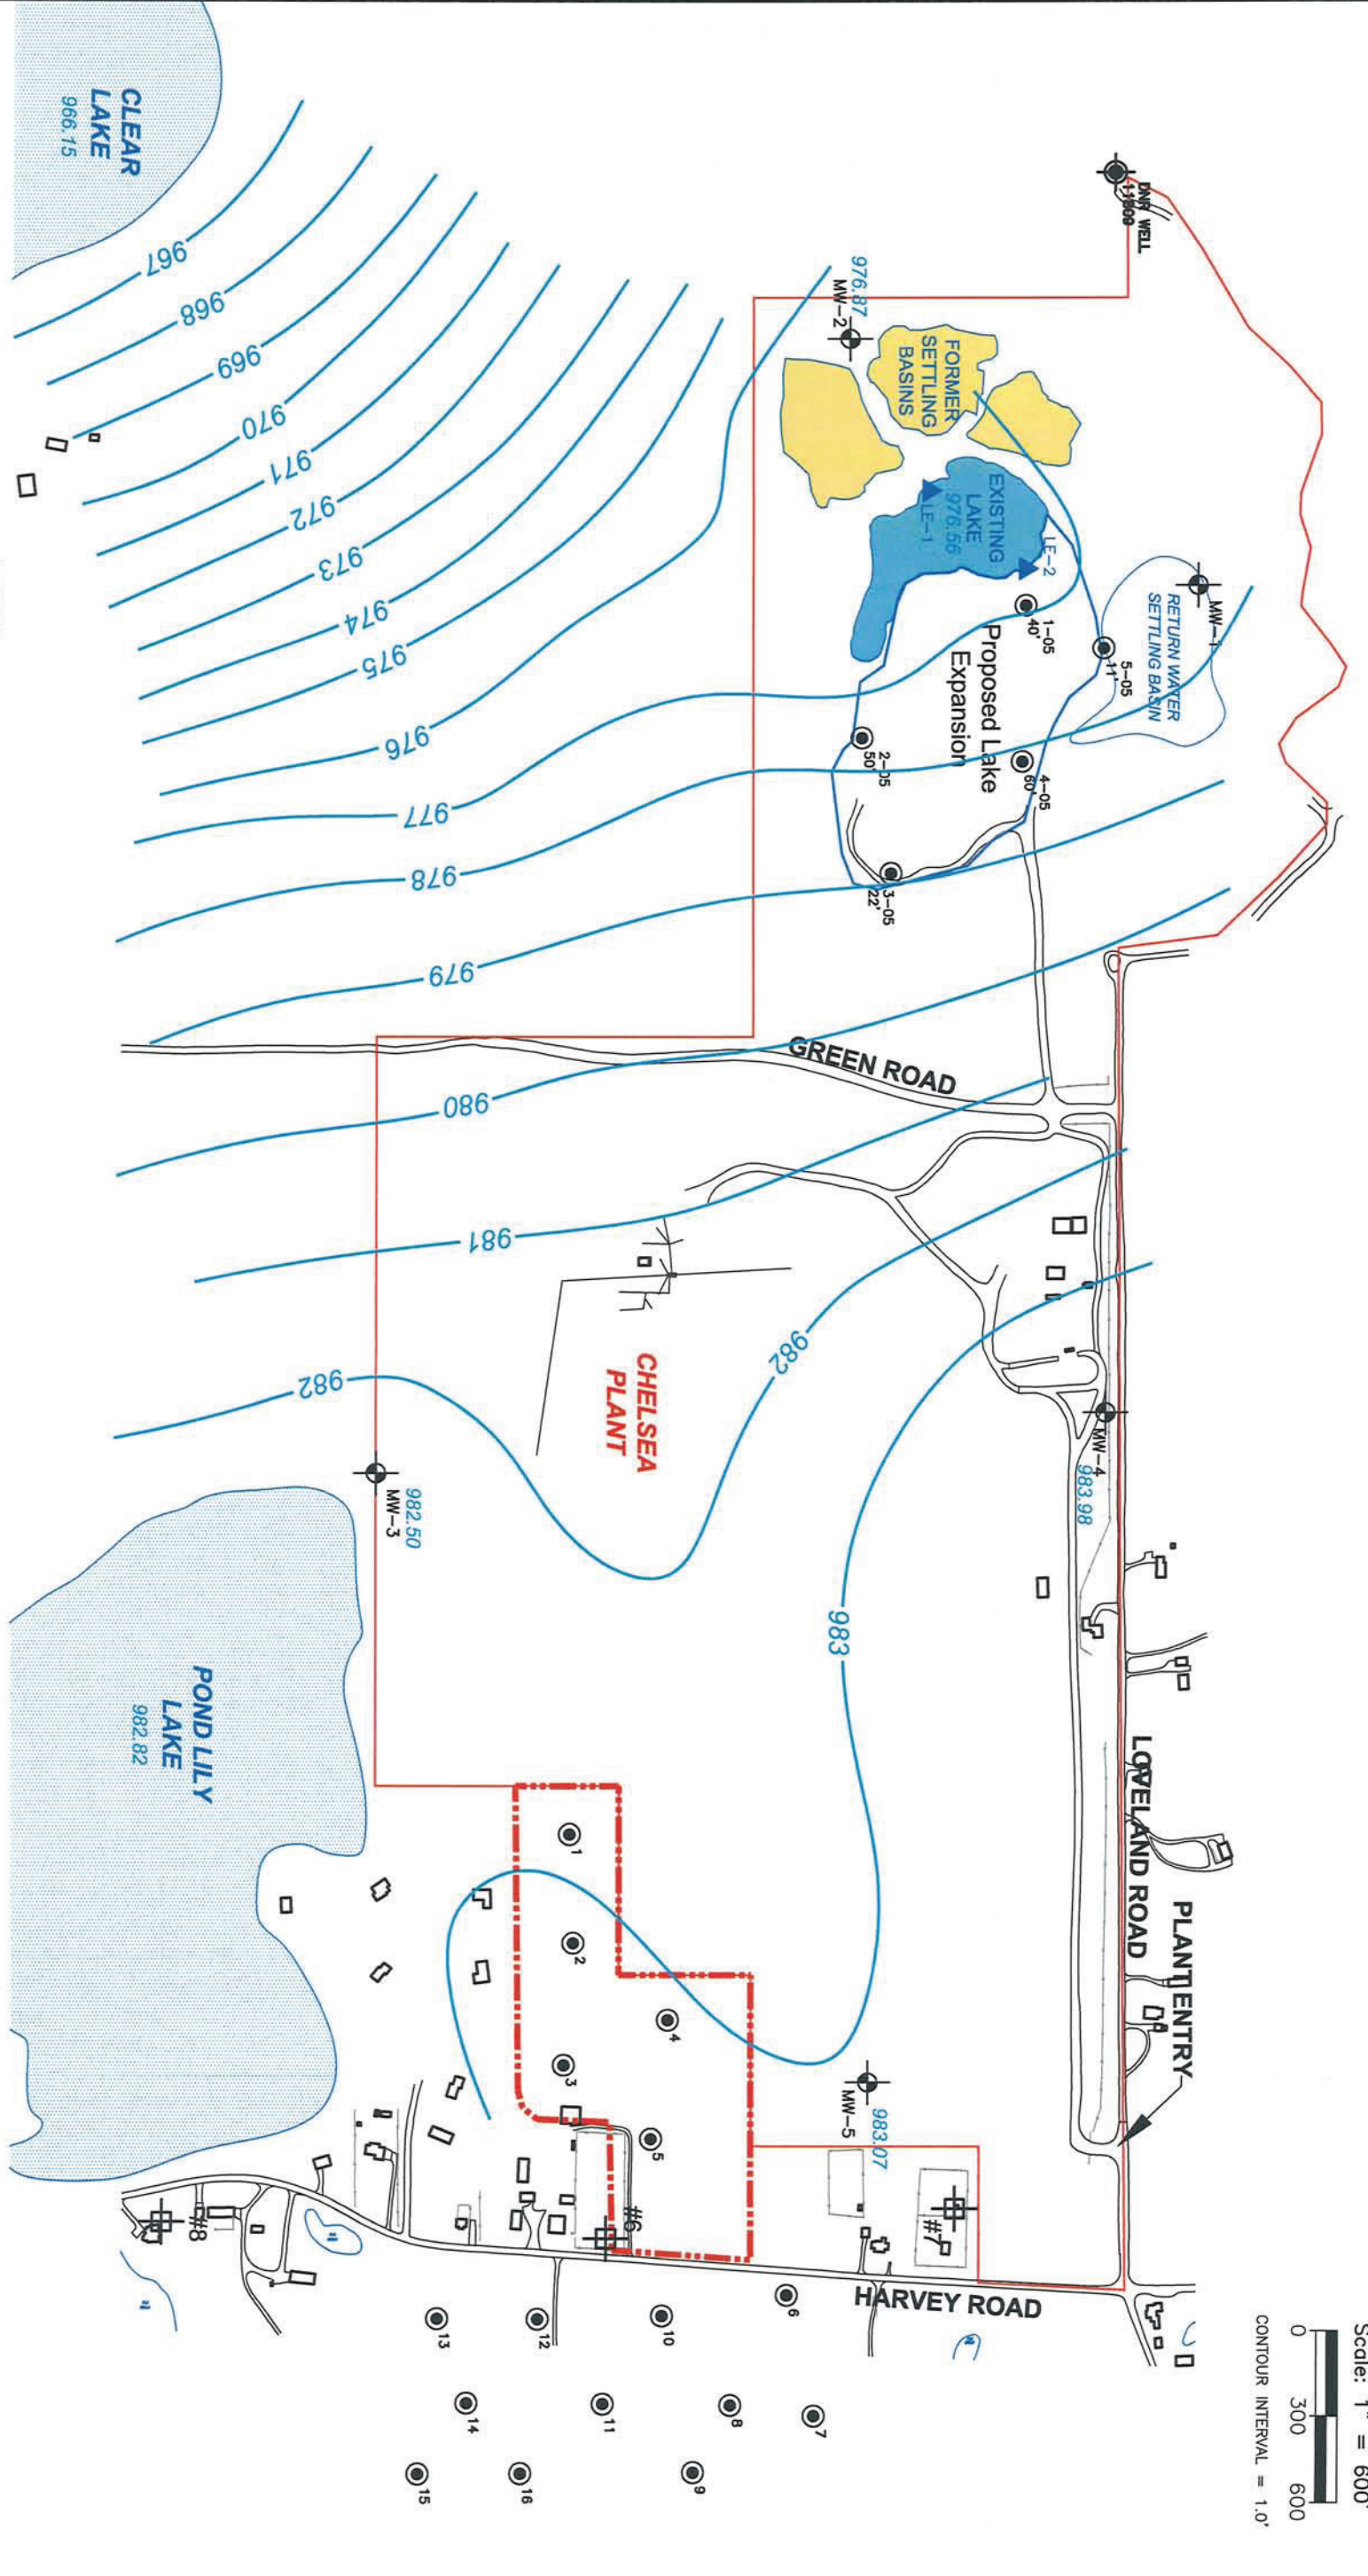 CLEAR
LAKE
966.15
967
968
969
970
971
972
973
974
975
976
977
978
979
980
981
982
982
983
DNR WELL
11809
976.87
MW-2
FORMER
SETTLING
BASINS
EXISTING
LAKE
976.56
LE-1
LE-2
MW-1
RETURN WATER
SETTLING BASIN
1-05
40'
5-05
11'
Proposed Lake
Expansion
2-05
50'
4-05
60'
3-05
22'
GREEN ROAD
CHELSEA
PLANT
MW-4
983.98
982.50
MW-3
POND LILY
LAKE
982.82
LOVELAND ROAD
PLANT ENTRY
983.07
MW-5
1
2
3
4
5
#6
#7
#8
HARVEY ROAD
6
7
8
9
10
11
12
13
14
15
16
Scale: 1" = 600'
0 300 600
CONTOUR INTERVAL = 1.0'